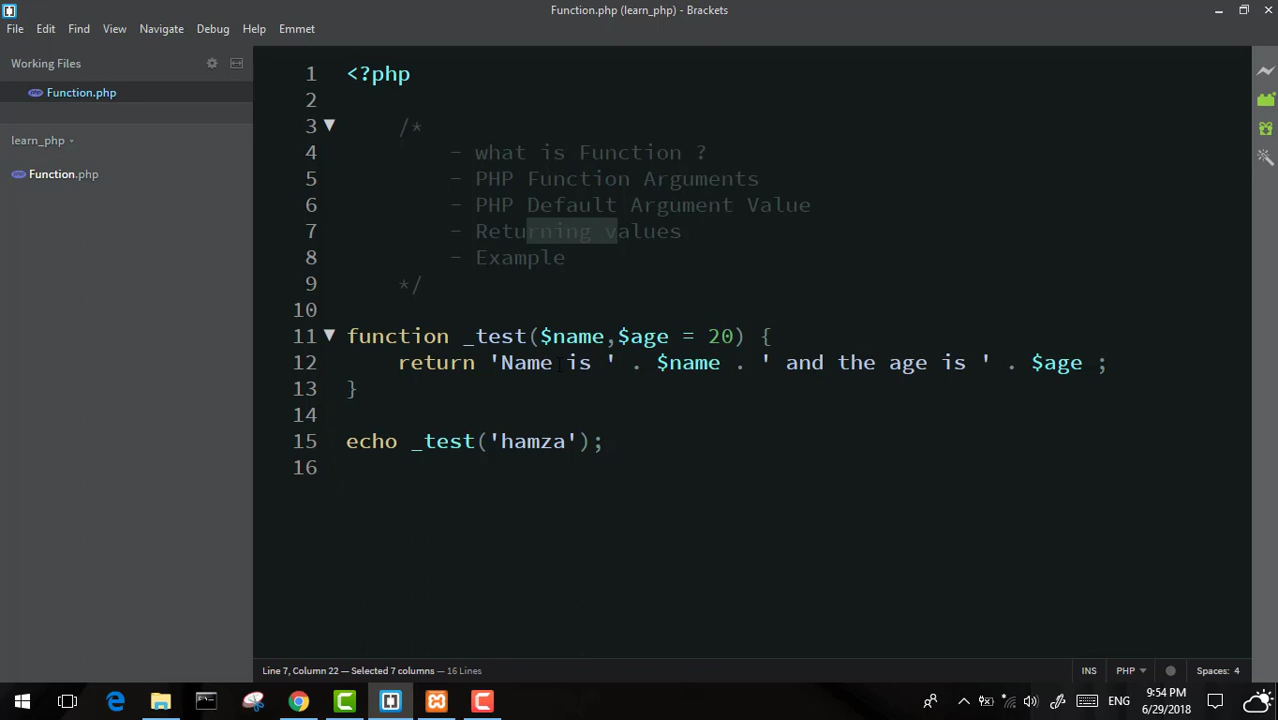 Function.php (learn_php) - Brackets
File Edit Find View Navigate Debug Help Emmet
Working Files
php Function.php
learn_php
php Function.php
1 <?php
2
3 /*
4 - what is Function ?
5 - PHP Function Arguments
6 - PHP Default Argument Value
7 - Returning values
8 - Example
9 */
10
11 function _test($name,$age = 20) {
12 return 'Name is ' . $name . ' and the age is ' . $age ;
13 }
14
15 echo _test('hamza');
16
Line 7, Column 22 — Selected 7 columns — 16 Lines
INS PHP Spaces: 4
ENG 9:54 PM
6/29/2018